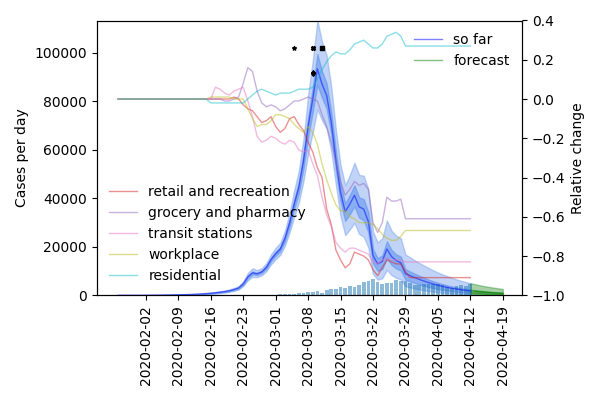 100000
80000
60000
40000
20000
0
Cases per day
0.4
0.2
0.0
−0.2
−0.4
−0.6
−0.8
−1.0
Relative change
so far
forecast
retail and recreation
grocery and pharmacy
transit stations
workplace
residential
2020-02-02
2020-02-09
2020-02-16
2020-02-23
2020-03-01
2020-03-08
2020-03-15
2020-03-22
2020-03-29
2020-04-05
2020-04-12
2020-04-19